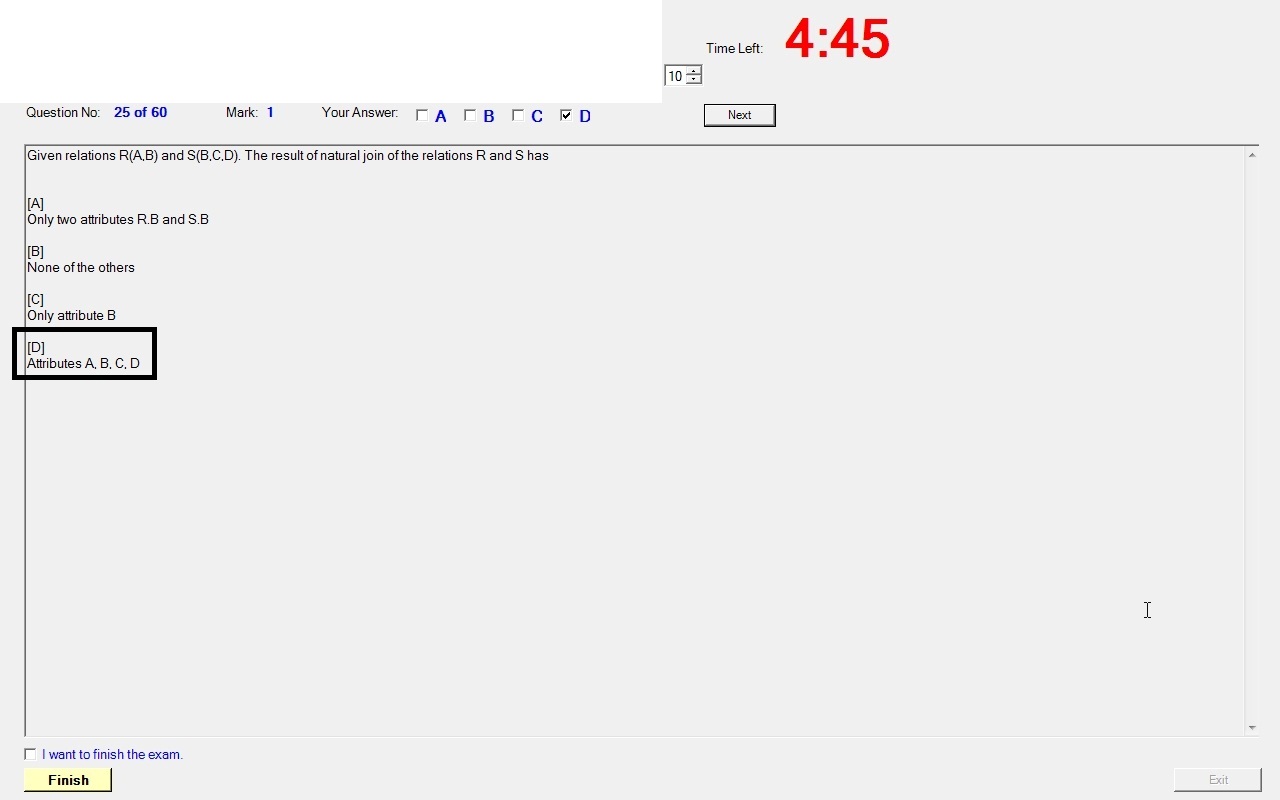 Time Left: 4:45
10
Question No: 25 of 60 Mark: 1 Your Answer: A B C D Next
Given relations R(A,B) and S(B,C,D). The result of natural join of the relations R and S has
[A]
Only two attributes R.B and S.B
[B]
None of the others
[C]
Only attribute B
[D]
Attributes A, B, C, D
I want to finish the exam.
Finish Exit